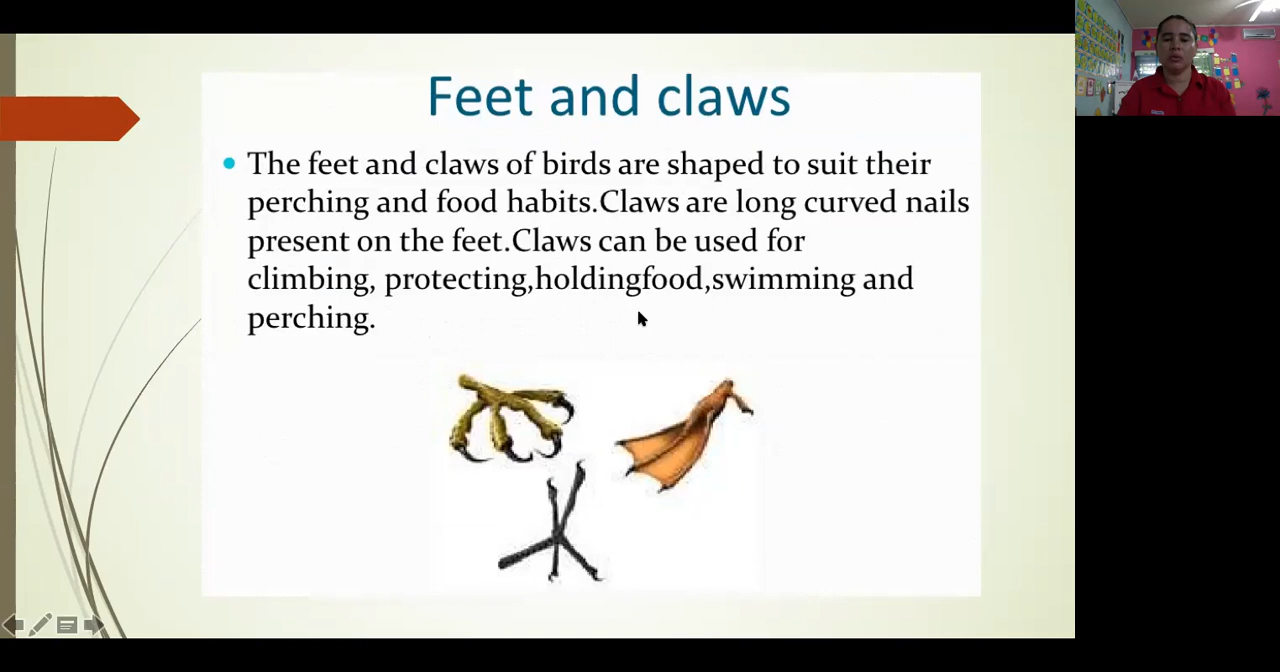 Feet and claws
The feet and claws of birds are shaped to suit their
perching and food habits.Claws are long curved nails
present on the feet.Claws can be used for
climbing, protecting,holdingfood,swimming and
perching.